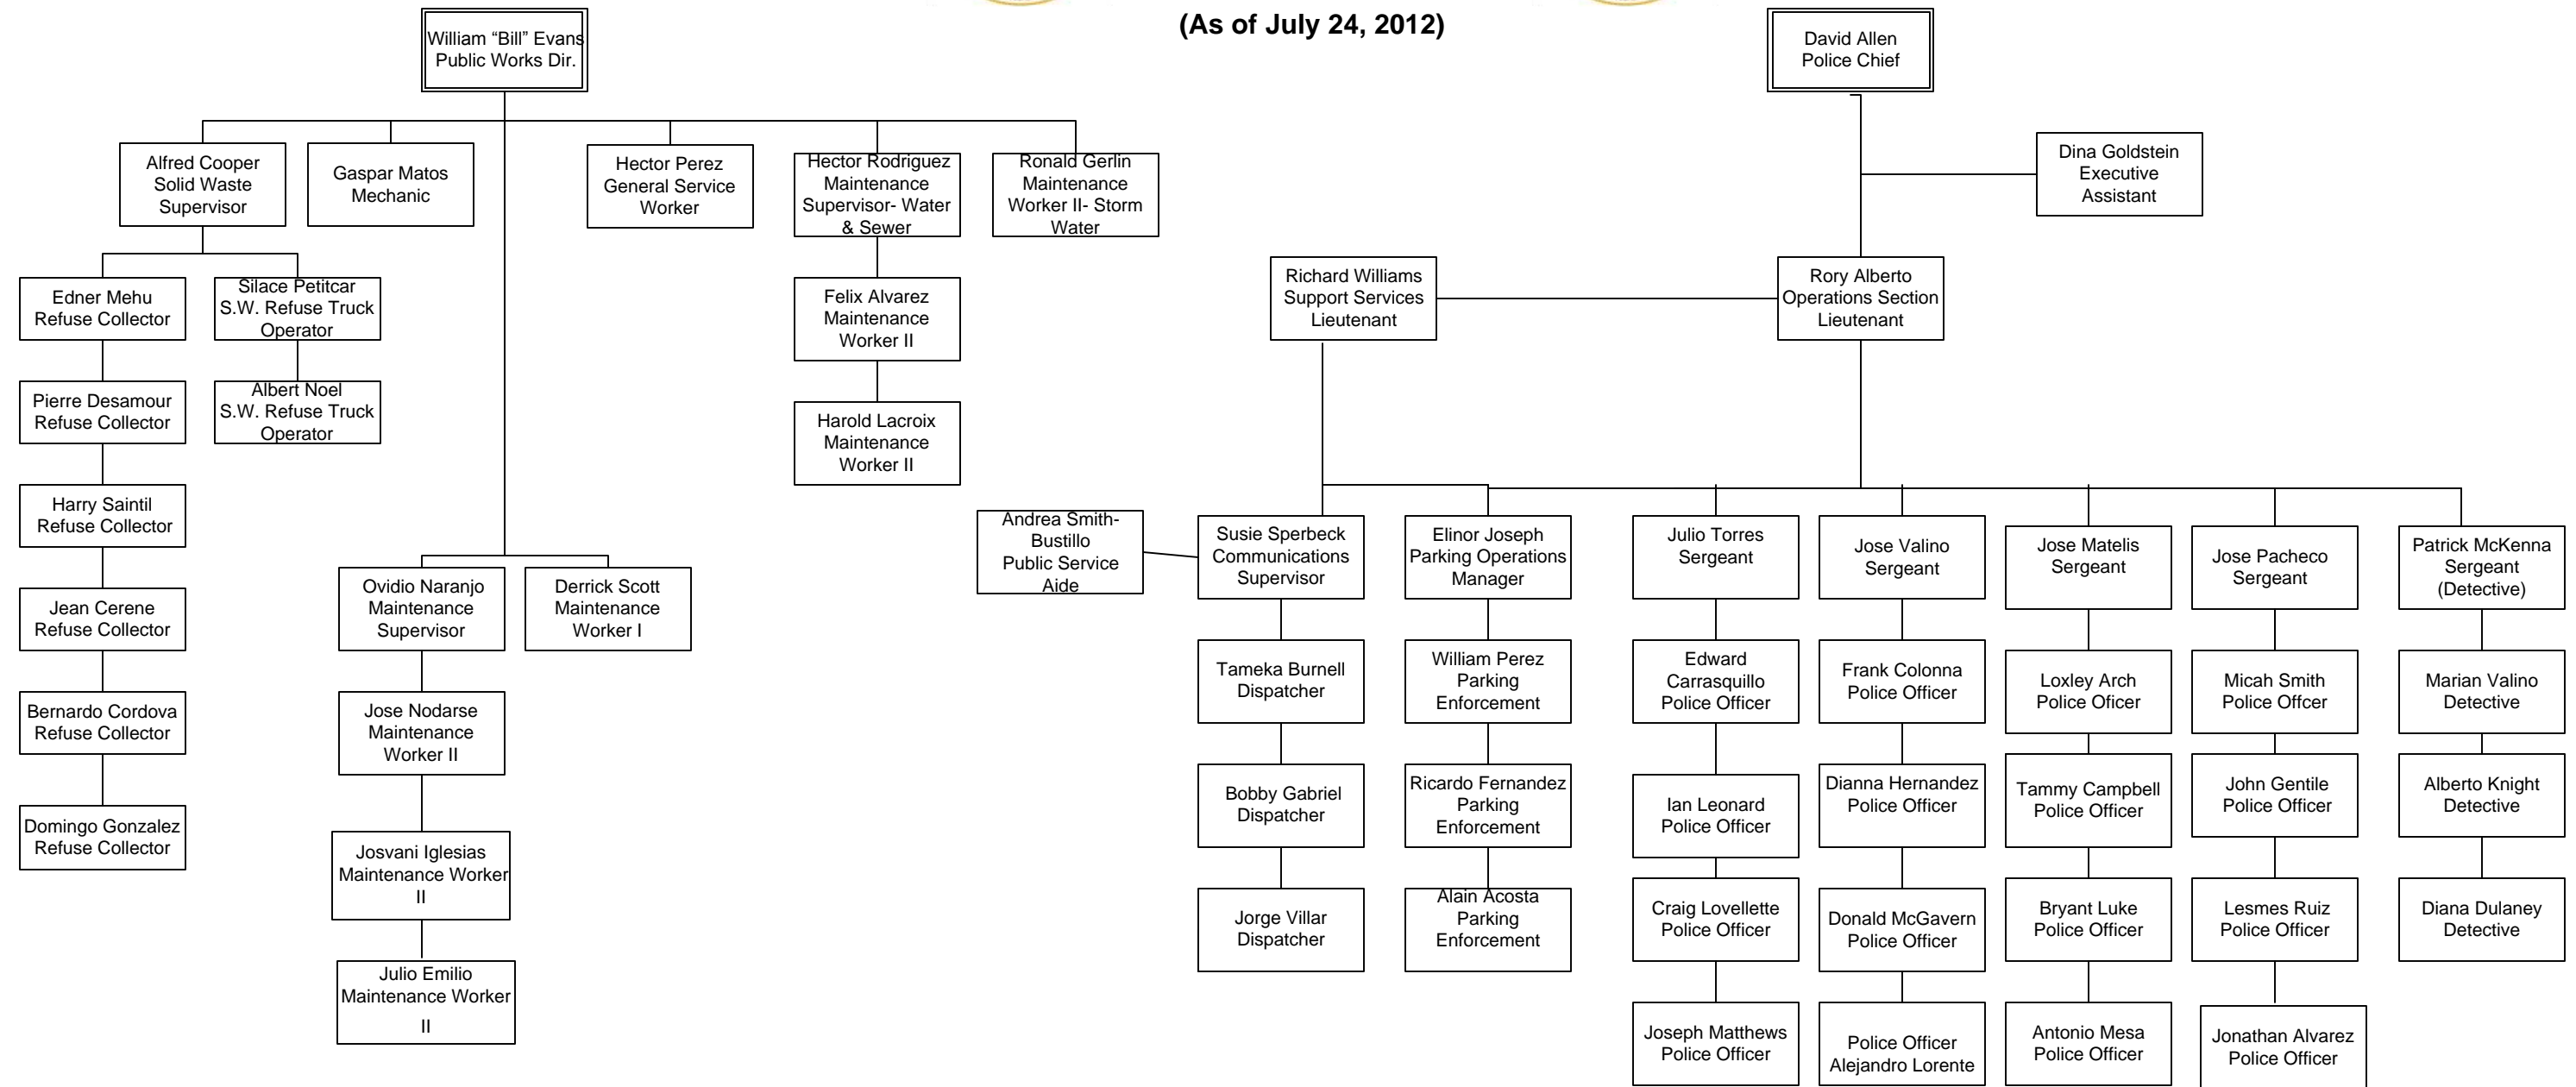 (As of July 24, 2012)
William “Bill” Evans
Public Works Dir.
David Allen
Police Chief
Dina Goldstein
Executive
Assistant
Alfred Cooper
Solid Waste
Supervisor
Gaspar Matos
Mechanic
Hector Perez
General Service
Worker
Hector Rodriguez
Maintenance
Supervisor- Water
& Sewer
Ronald Gerlin
Maintenance
Worker II- Storm
Water
Edner Mehu
Refuse Collector
Silace Petitcar
S.W. Refuse Truck
Operator
Felix Alvarez
Maintenance
Worker II
Richard Williams
Support Services
Lieutenant
Rory Alberto
Operations Section
Lieutenant
Pierre Desamour
Refuse Collector
Albert Noel
S.W. Refuse Truck
Operator
Harold Lacroix
Maintenance
Worker II
Harry Saintil
Refuse Collector
Jean Cerene
Refuse Collector
Bernardo Cordova
Refuse Collector
Domingo Gonzalez
Refuse Collector
Ovidio Naranjo
Maintenance
Supervisor
Derrick Scott
Maintenance
Worker I
Jose Nodarse
Maintenance
Worker II
Josvani Iglesias
Maintenance Worker
II
Julio Emilio
Maintenance Worker
II
Andrea Smith-
Bustillo
Public Service
Aide
Susie Sperbeck
Communications
Supervisor
Elinor Joseph
Parking Operations
Manager
Julio Torres
Sergeant
Jose Valino
Sergeant
Jose Matelis
Sergeant
Jose Pacheco
Sergeant
Patrick McKenna
Sergeant
(Detective)
Tameka Burnell
Dispatcher
William Perez
Parking
Enforcement
Edward
Carrasquillo
Police Officer
Frank Colonna
Police Officer
Loxley Arch
Police Oficer
Micah Smith
Police Offcer
Marian Valino
Detective
Bobby Gabriel
Dispatcher
Ricardo Fernandez
Parking
Enforcement
Ian Leonard
Police Officer
Dianna Hernandez
Police Officer
Tammy Campbell
Police Officer
John Gentile
Police Officer
Alberto Knight
Detective
Jorge Villar
Dispatcher
Alain Acosta
Parking
Enforcement
Craig Lovellette
Police Officer
Donald McGavern
Police Officer
Bryant Luke
Police Officer
Lesmes Ruiz
Police Officer
Diana Dulaney
Detective
Joseph Matthews
Police Officer
Police Officer
Alejandro Lorente
Antonio Mesa
Police Officer
Jonathan Alvarez
Police Officer